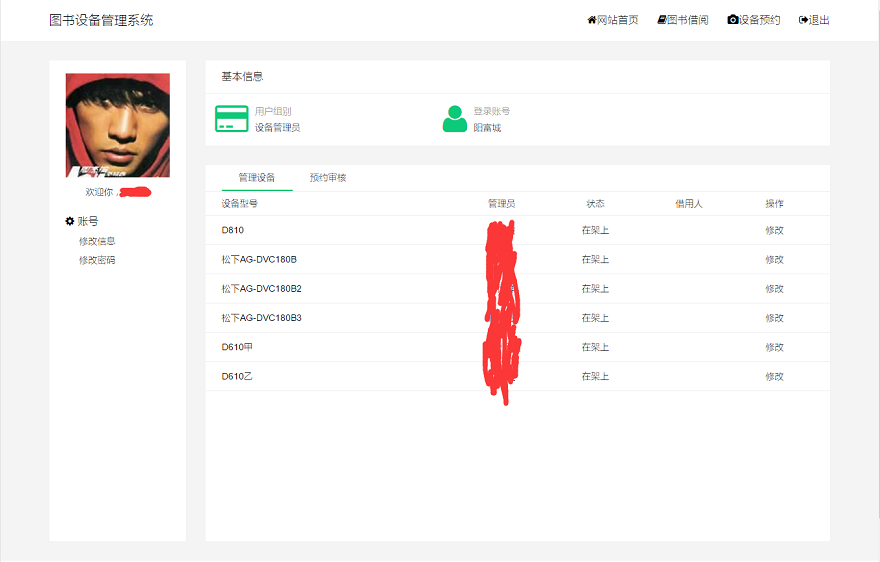 图书设备管理系统
网站首页 图书借阅 设备预约 退出
欢迎你，
账号
修改信息
修改密码
基本信息
用户组别
设备管理员
登录账号
阳富城
管理设备 预约审核
设备型号 管理员 状态 借用人 操作
D810 在架上 修改
松下AG-DVC180B 在架上 修改
松下AG-DVC180B2 在架上 修改
松下AG-DVC180B3 在架上 修改
D610甲 在架上 修改
D610乙 在架上 修改